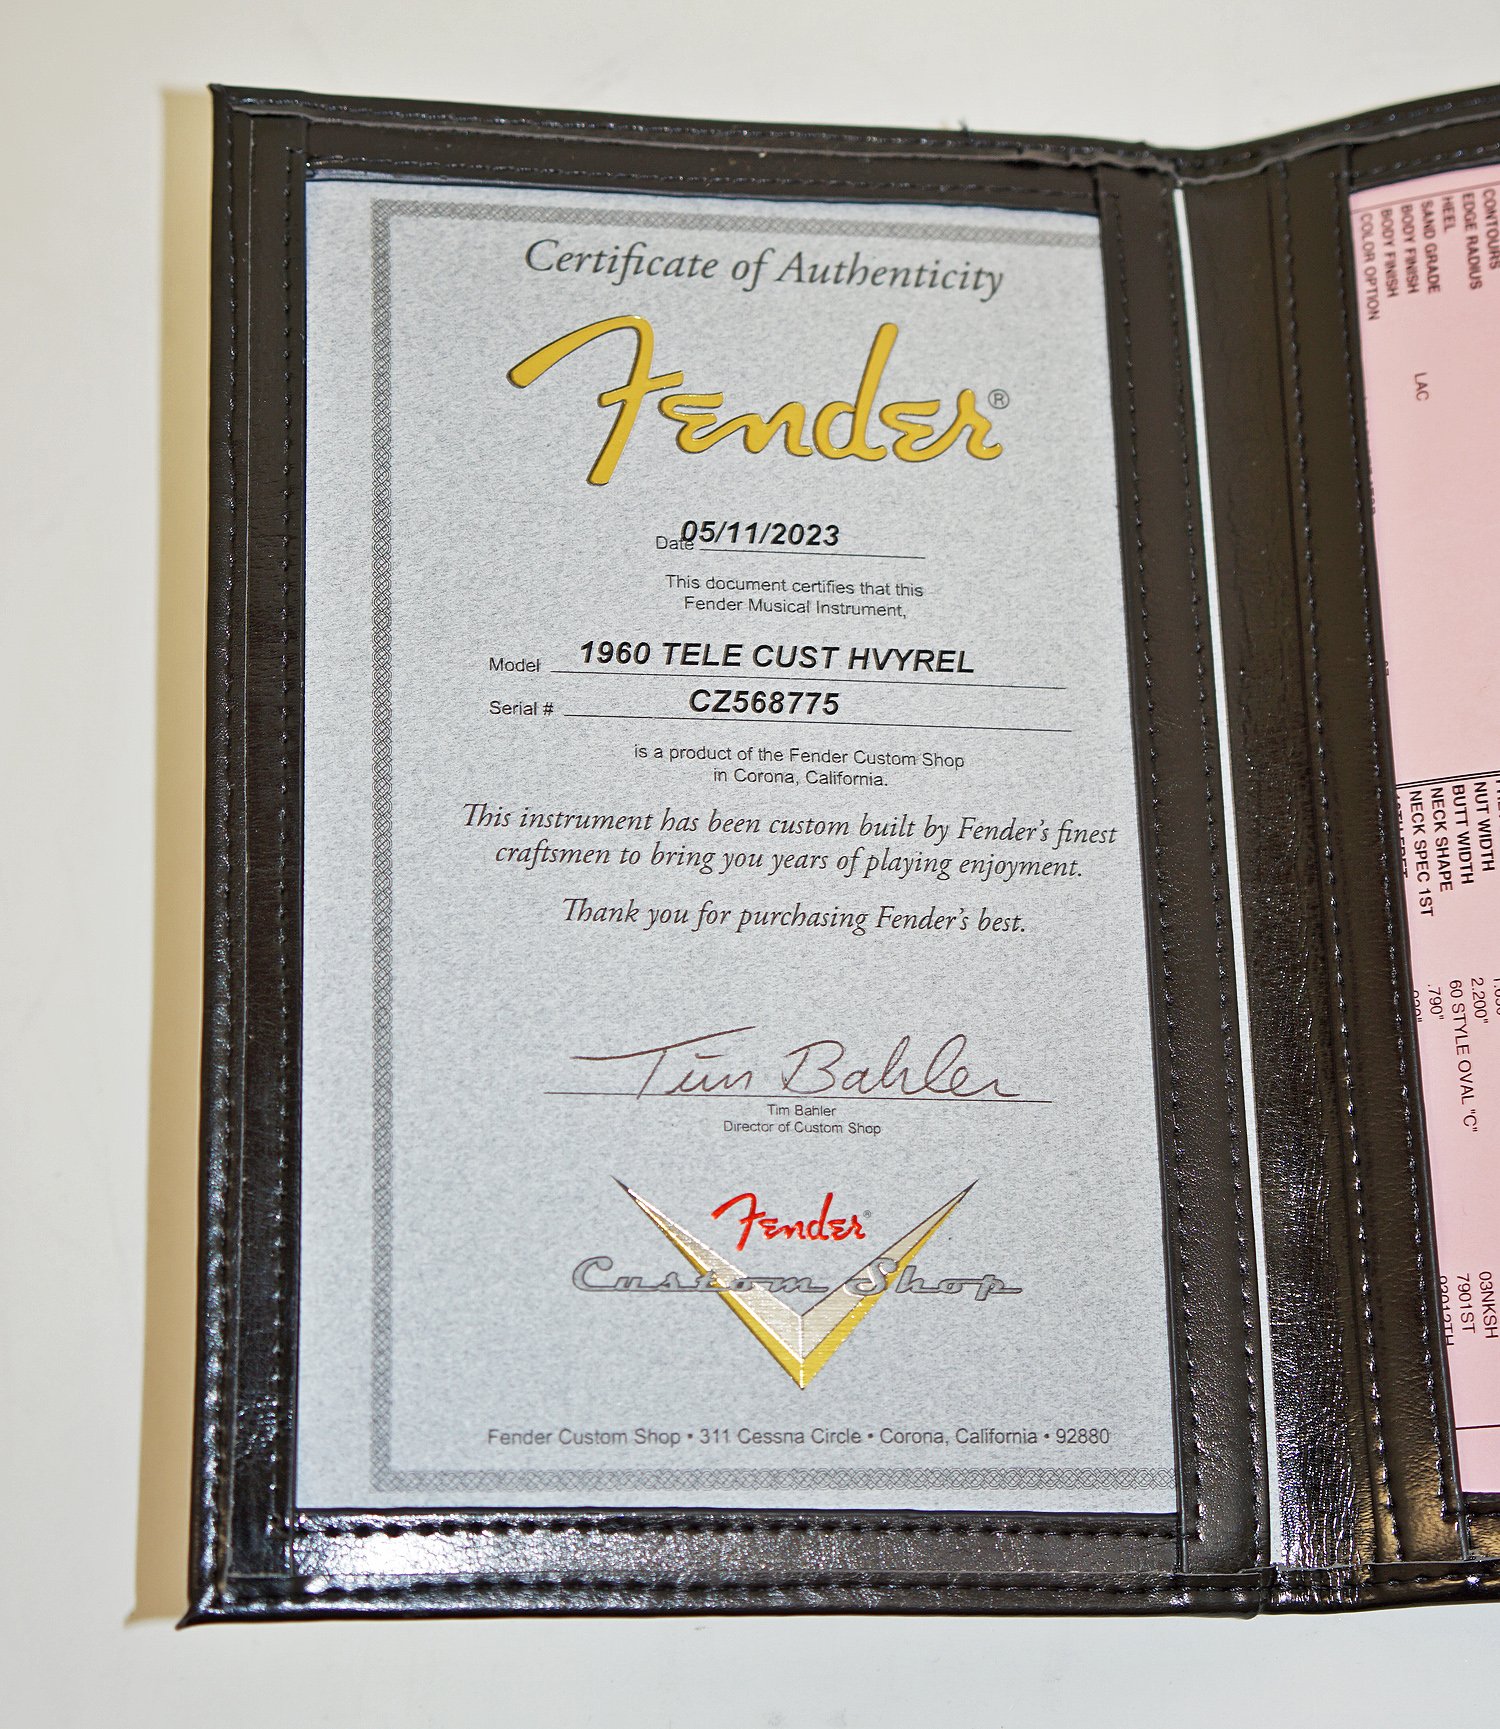 Certificate of Authenticity
Fender®
Date 05/11/2023
This document certifies that this
Fender Musical Instrument,
Model 1960 TELE CUST HVYREL
Serial # CZ568775
is a product of the Fender Custom Shop
in Corona, California.
This instrument has been custom built by Fender's finest
craftsmen to bring you years of playing enjoyment.
Thank you for purchasing Fender's best.
Tim Bahler
Tim Bahler
Director of Custom Shop
Fender®
Custom Shop
Fender Custom Shop • 311 Cessna Circle • Corona, California • 92880
CONTOURS
EDGE RADIUS
HEEL
SAND GRADE
BODY FINISH LAC
BODY FINISH
COLOR OPTION
NUT WIDTH
BUTT WIDTH 2.200" 03NKSH
NECK SHAPE 60 STYLE OVAL "C" 7901ST
NECK SPEC 1ST .790"